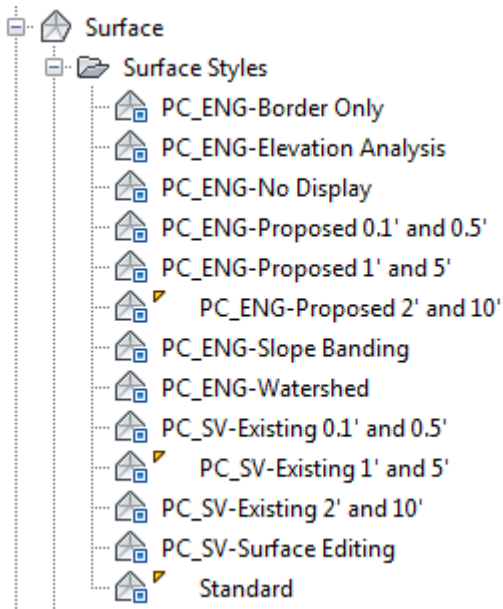 Surface
Surface Styles
PC_ENG-Border Only
PC_ENG-Elevation Analysis
PC_ENG-No Display
PC_ENG-Proposed 0.1' and 0.5'
PC_ENG-Proposed 1' and 5'
PC_ENG-Proposed 2' and 10'
PC_ENG-Slope Banding
PC_ENG-Watershed
PC_SV-Existing 0.1' and 0.5'
PC_SV-Existing 1' and 5'
PC_SV-Existing 2' and 10'
PC_SV-Surface Editing
Standard